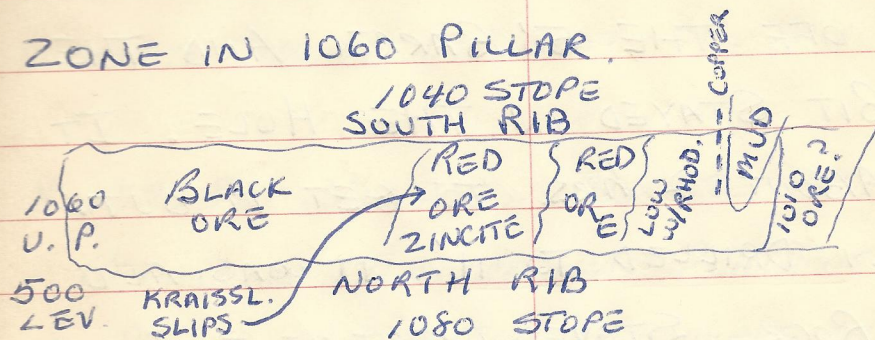 ZONE IN 1060 PILLAR.
1040 STOPE
SOUTH RIB
COPPER
1060
U. P.
BLACK
ORE
RED
ORE
ZINCITE
RED
ORE
LOW
W/RHOD.
MUD
1010
ORE?
500
LEV.
KRAISSL.
SLIPS
NORTH RIB
1080 STOPE